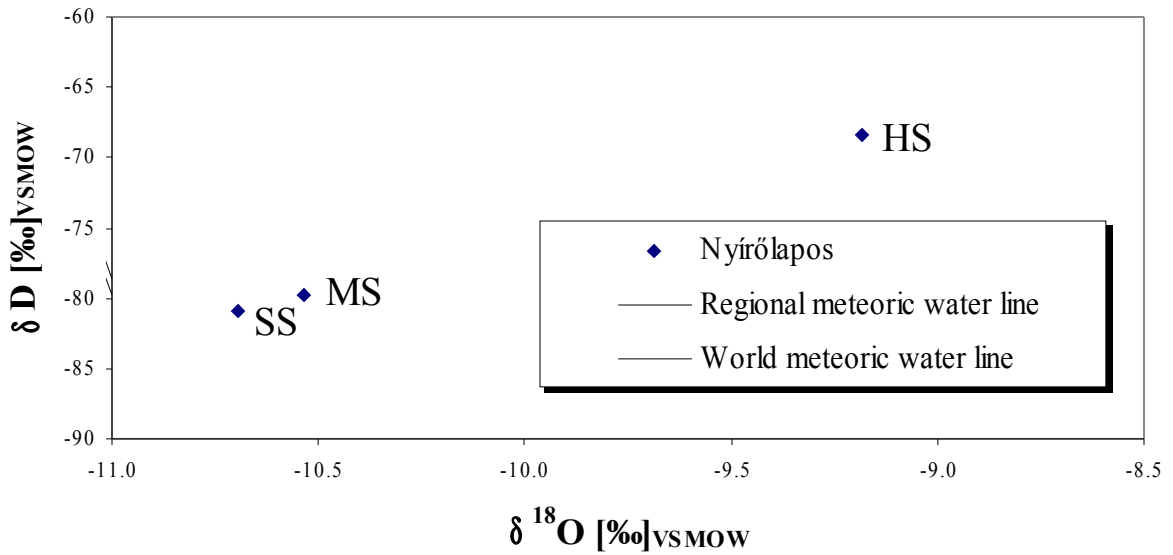 -60
-65
-70
-75
-80
-85
-90
δ D [‰]VSMOW
HS
MS
SS
Nyírőlapos
Regional meteoric water line
World meteoric water line
-11.0 -10.5 -10.0 -9.5 -9.0 -8.5
δ 18O [‰]VSMOW